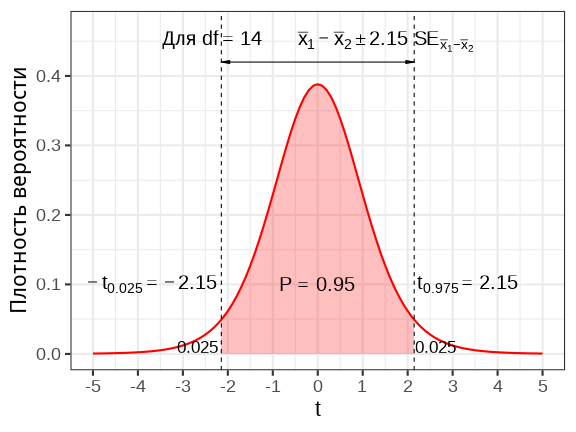 Для df = 14 x̅₁ − x̅₂ ± 2.15 SE x̅₁−x̅₂
0.4
0.3
0.2
0.1
0.0
Плотность вероятности
− t₀.₀₂₅ = − 2.15
P = 0.95
t₀.₉₇₅ = 2.15
0.025
0.025
-5 -4 -3 -2 -1 0 1 2 3 4 5
t